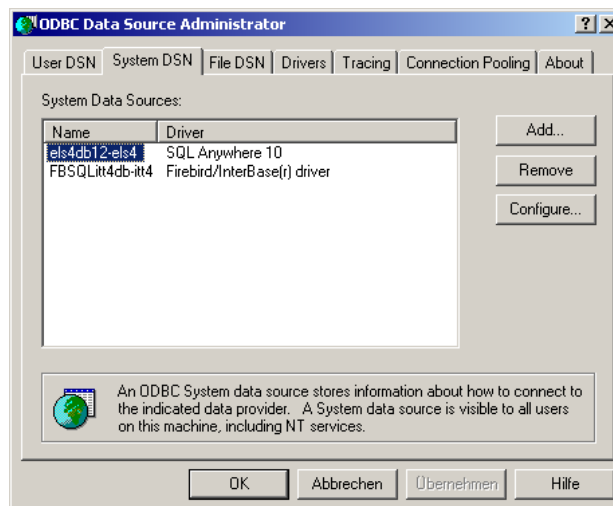 ODBC Data Source Administrator
User DSN System DSN File DSN Drivers Tracing Connection Pooling About
System Data Sources:
Name Driver
els4db12-els4 SQL Anywhere 10
FBSQLitt4db-itt4 Firebird/InterBase(r) driver
Add...
Remove
Configure...
An ODBC System data source stores information about how to connect to
the indicated data provider. A System data source is visible to all users
on this machine, including NT services.
OK Abbrechen Übernehmen Hilfe